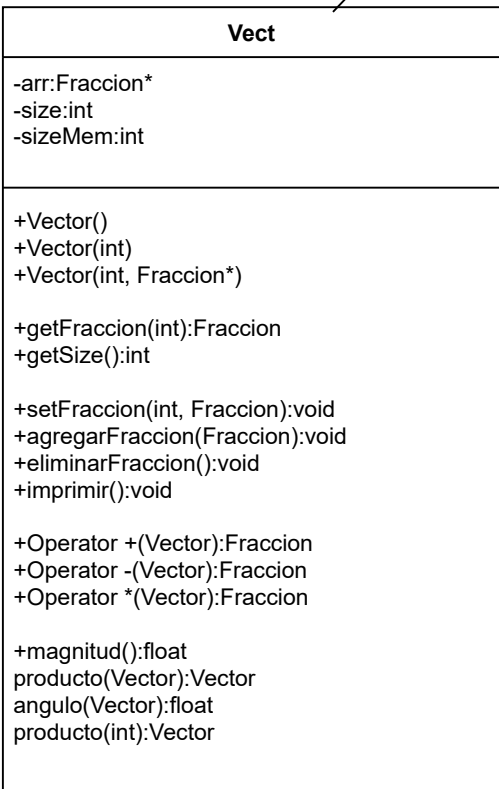 Vect
-arr:Fraccion*
-size:int
-sizeMem:int
+Vector()
+Vector(int)
+Vector(int, Fraccion*)
+getFraccion(int):Fraccion
+getSize():int
+setFraccion(int, Fraccion):void
+agregarFraccion(Fraccion):void
+eliminarFraccion():void
+imprimir():void
+Operator +(Vector):Fraccion
+Operator -(Vector):Fraccion
+Operator *(Vector):Fraccion
+magnitud():float
producto(Vector):Vector
angulo(Vector):float
producto(int):Vector